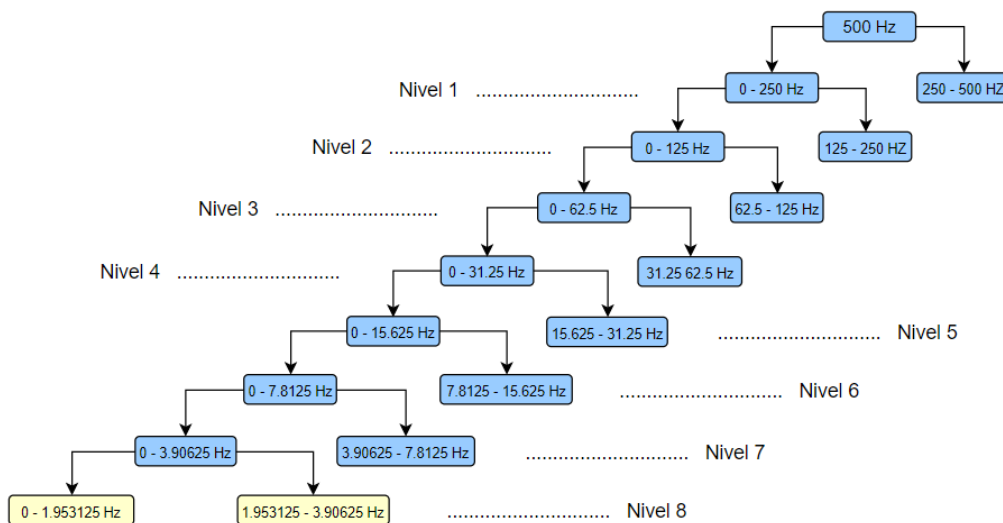 500 Hz
Nivel 1 .............................. 0 - 250 Hz 250 - 500 HZ
Nivel 2 .............................. 0 - 125 Hz 125 - 250 HZ
Nivel 3 .............................. 0 - 62.5 Hz 62.5 - 125 Hz
Nivel 4 .............................. 0 - 31.25 Hz 31.25 62.5 Hz
0 - 15.625 Hz 15.625 - 31.25 Hz .............................. Nivel 5
0 - 7.8125 Hz 7.8125 - 15.625 Hz .............................. Nivel 6
0 - 3.90625 Hz 3.90625 - 7.8125 Hz .............................. Nivel 7
0 - 1.953125 Hz 1.953125 - 3.90625 Hz .............................. Nivel 8